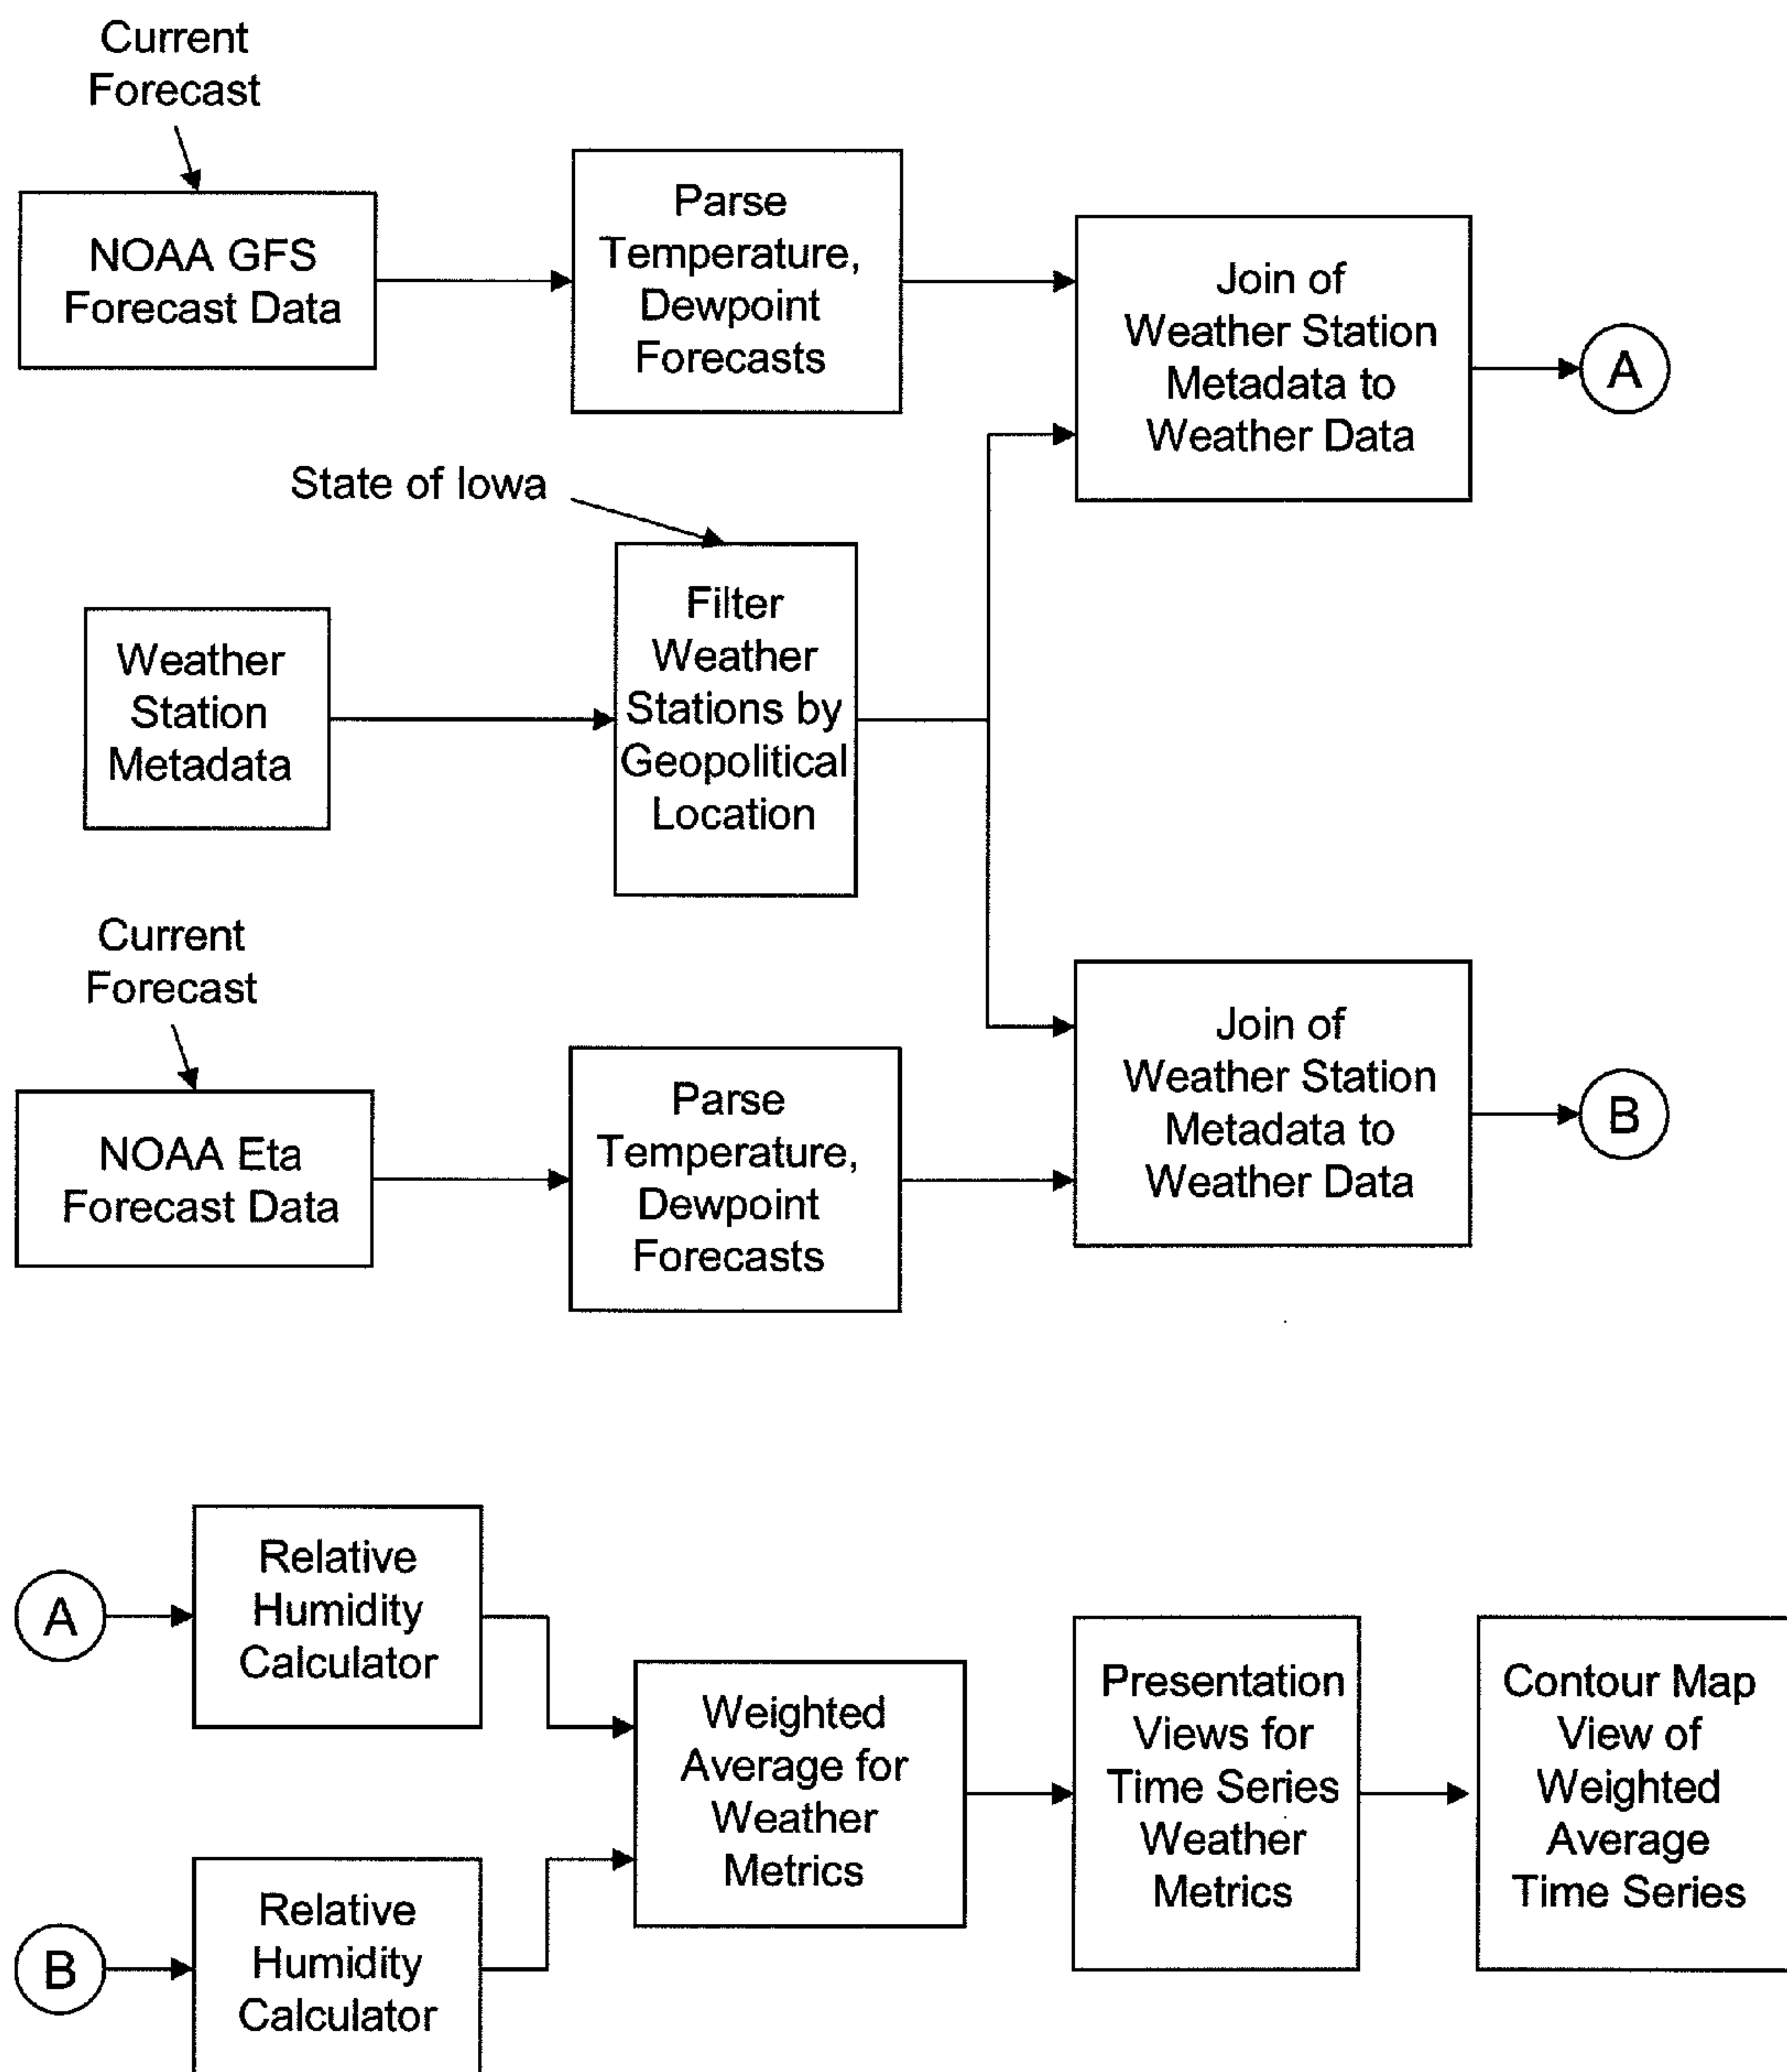 Current
Forecast
NOAA GFS
Forecast Data
Parse
Temperature,
Dewpoint
Forecasts
Join of
Weather Station
Metadata to
Weather Data
A
State of Iowa
Weather
Station
Metadata
Filter
Weather
Stations by
Geopolitical
Location
Current
Forecast
NOAA Eta
Forecast Data
Parse
Temperature,
Dewpoint
Forecasts
Join of
Weather Station
Metadata to
Weather Data
B
A
Relative
Humidity
Calculator
B
Relative
Humidity
Calculator
Weighted
Average for
Weather
Metrics
Presentation
Views for
Time Series
Weather
Metrics
Contour Map
View of
Weighted
Average
Time Series